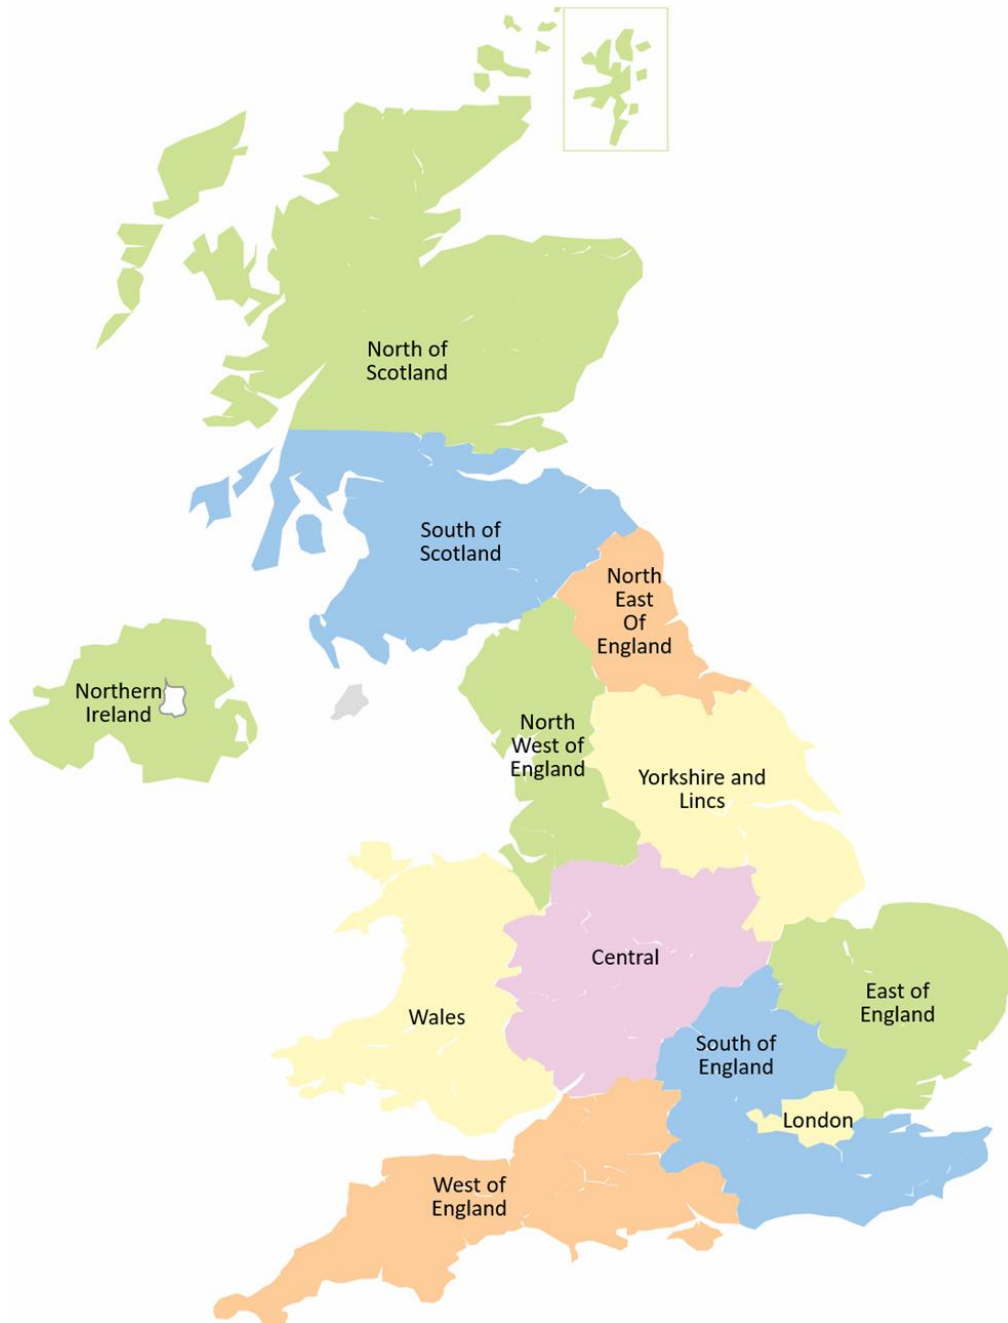 North of
Scotland
South of
Scotland
North
East
Of
England
Northern
Ireland
North
West of
England
Yorkshire and
Lincs
Central
East of
England
Wales
South of
England
London
West of
England